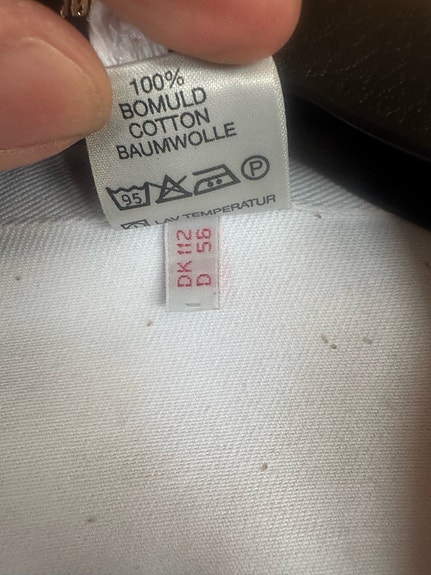 100%
BOMULD
COTTON
BAUMWOLLE
95 P
LAV TEMPERATUR
DK 112
D 56